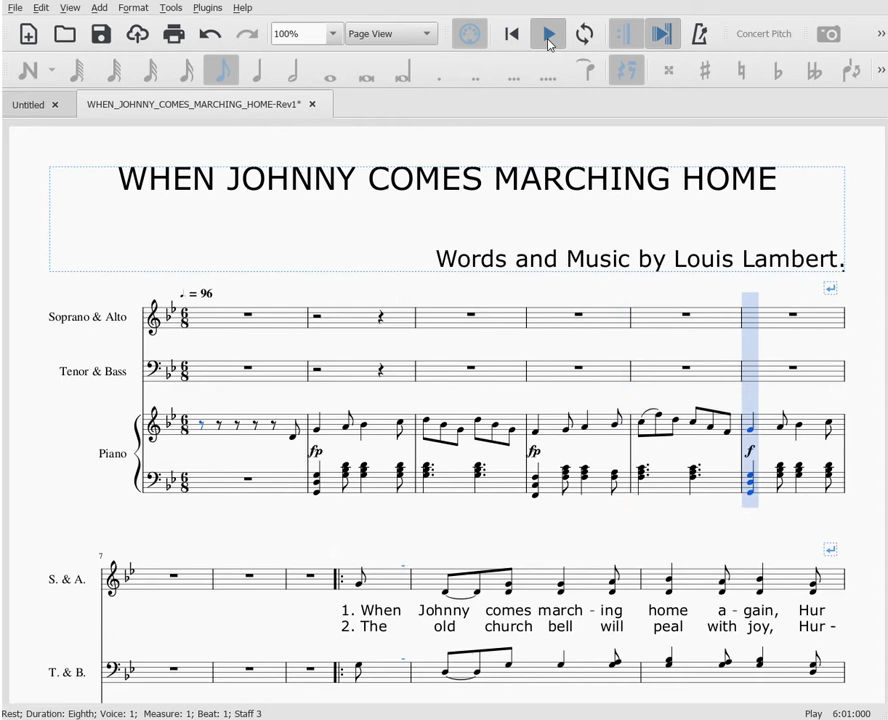 File Edit View Add Format Tools Plugins Help
100% Page View Concert Pitch »
N »
Untitled × WHEN_JOHNNY_COMES_MARCHING_HOME-Rev1* ×
WHEN JOHNNY COMES MARCHING HOME
Words and Music by Louis Lambert.
♩ = 96
Soprano & Alto
Tenor & Bass
Piano
fp fp f
7
S. & A.
1. When Johnny comes march - ing home a - gain, Hur
2. The old church bell will peal with joy, Hur -
T. & B.
Rest; Duration: Eighth; Voice: 1; Measure: 1; Beat: 1; Staff 3 Play 6:01:000